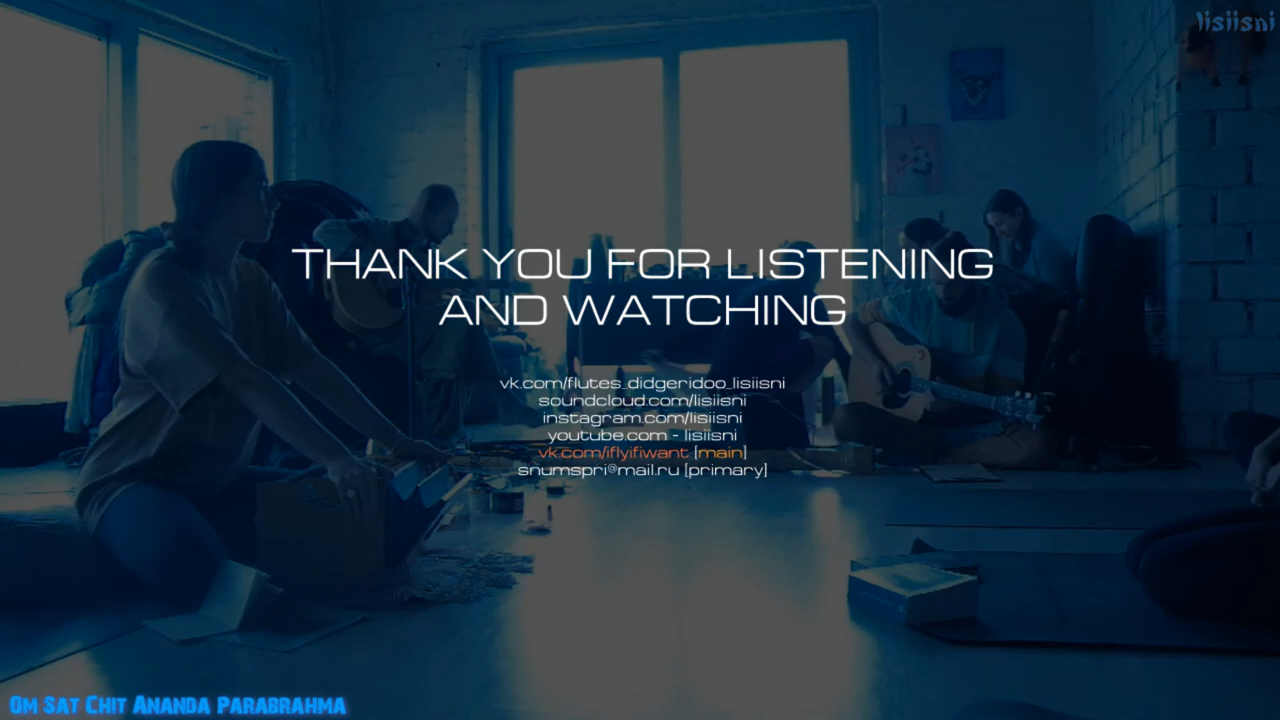 lisiisni
THANK YOU FOR LISTENING
AND WATCHING
vk.com/flutes_didgeridoo_lisiisni
soundcloud.com/lisiisni
instagram.com/lisiisni
youtube.com - lisiisni
vk.com/iflyifiwant [main]
snumspri@mail.ru [primary]
Om Sat Chit Ananda Parabrahma